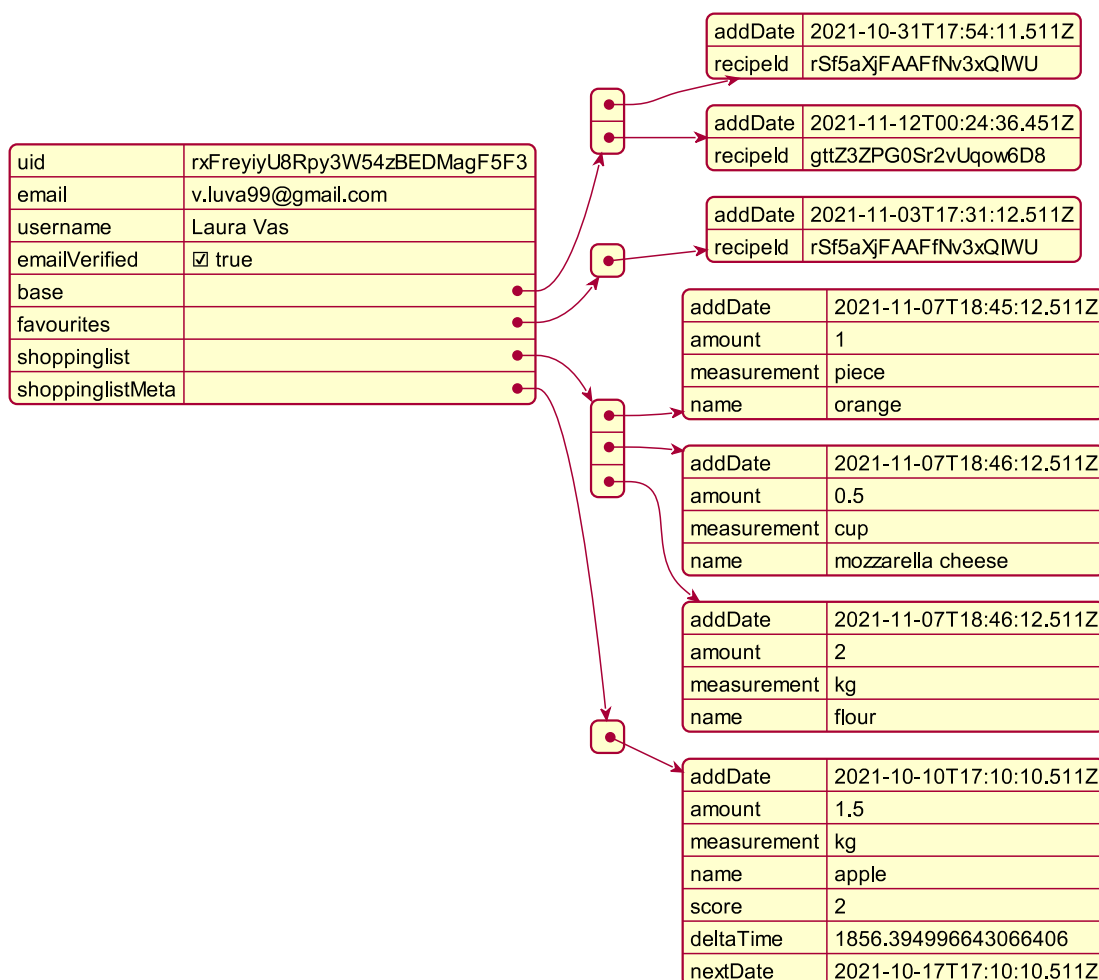 addDate 2021-10-31T17:54:11.511Z
recipeId rSf5aXjFAAFfNv3xQlWU
addDate 2021-11-12T00:24:36.451Z
recipeId gttZ3ZPG0Sr2vUqow6D8
uid rxFreyiyU8Rpy3W54zBEDMagF5F3
email v.luva99@gmail.com
username Laura Vas
emailVerified ☑ true
base
favourites
shoppinglist
shoppinglistMeta
addDate 2021-11-03T17:31:12.511Z
recipeId rSf5aXjFAAFfNv3xQlWU
addDate 2021-11-07T18:45:12.511Z
amount 1
measurement piece
name orange
addDate 2021-11-07T18:46:12.511Z
amount 0.5
measurement cup
name mozzarella cheese
addDate 2021-11-07T18:46:12.511Z
amount 2
measurement kg
name flour
addDate 2021-10-10T17:10:10.511Z
amount 1.5
measurement kg
name apple
score 2
deltaTime 1856.394996643066406
nextDate 2021-10-17T17:10:10.511Z